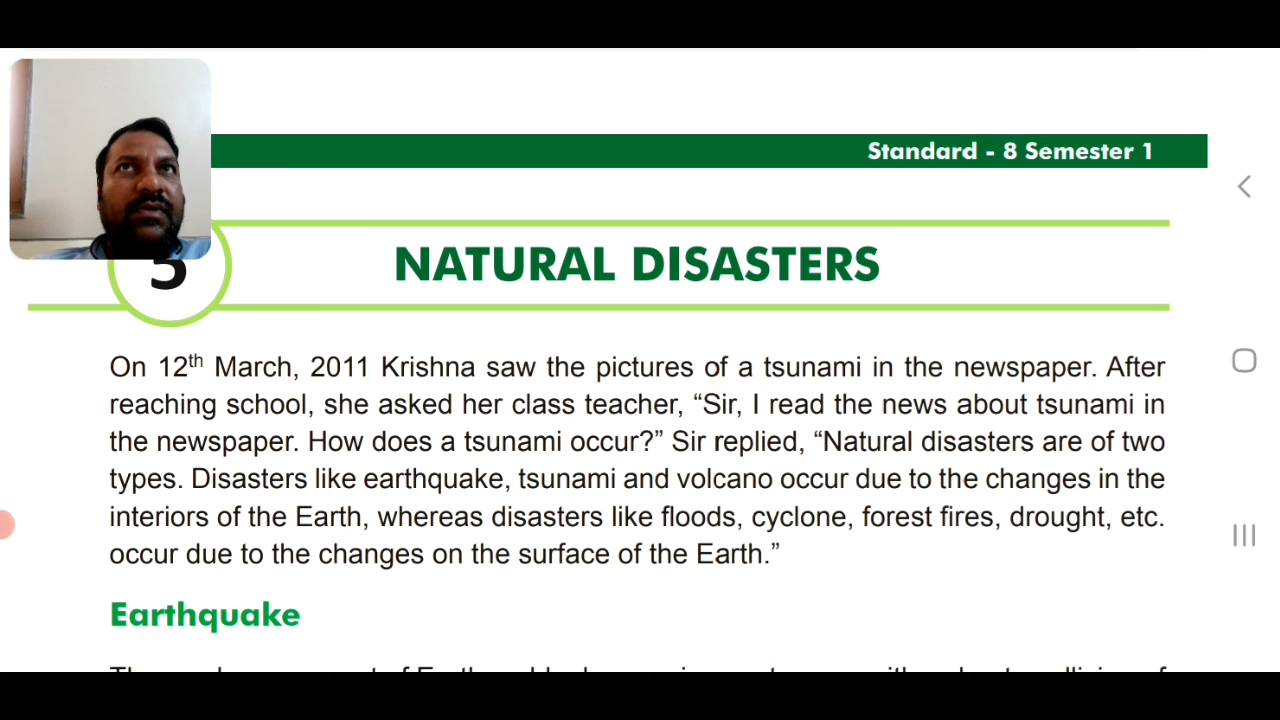 Standard - 8 Semester 1
5
NATURAL DISASTERS
On 12th March, 2011 Krishna saw the pictures of a tsunami in the newspaper. After
reaching school, she asked her class teacher, “Sir, I read the news about tsunami in
the newspaper. How does a tsunami occur?” Sir replied, “Natural disasters are of two
types. Disasters like earthquake, tsunami and volcano occur due to the changes in the
interiors of the Earth, whereas disasters like floods, cyclone, forest fires, drought, etc.
occur due to the changes on the surface of the Earth.”
Earthquake